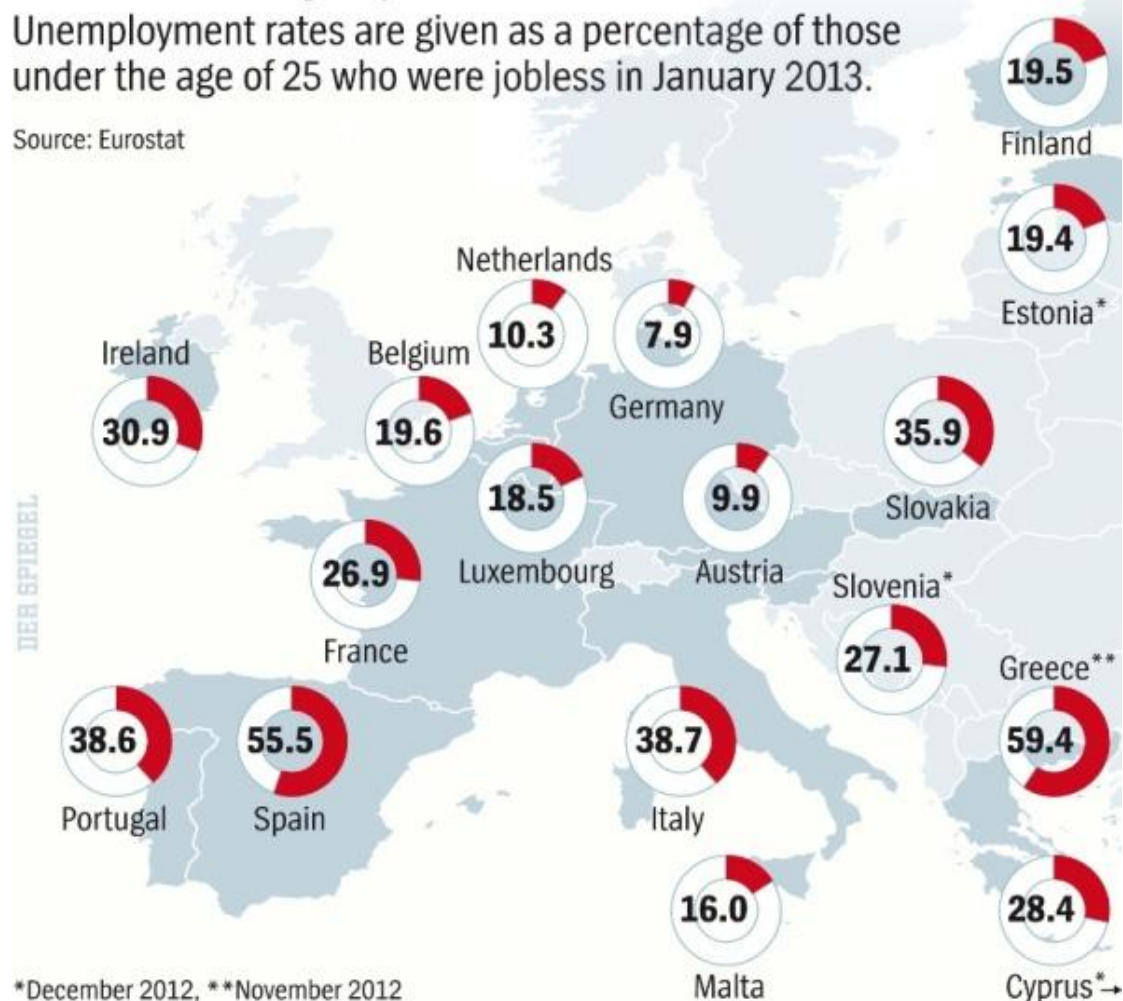 Unemployment rates are given as a percentage of those
under the age of 25 who were jobless in January 2013.
Source: Eurostat
19.5
Finland
19.4
Estonia*
Netherlands
10.3
7.9
Germany
Ireland
30.9
Belgium
19.6
35.9
Slovakia
18.5
Luxembourg
9.9
Austria
DER SPIEGEL
26.9
France
Slovenia*
27.1
Greece**
59.4
38.6
Portugal
55.5
Spain
38.7
Italy
16.0
Malta
28.4
Cyprus*→
*December 2012, **November 2012